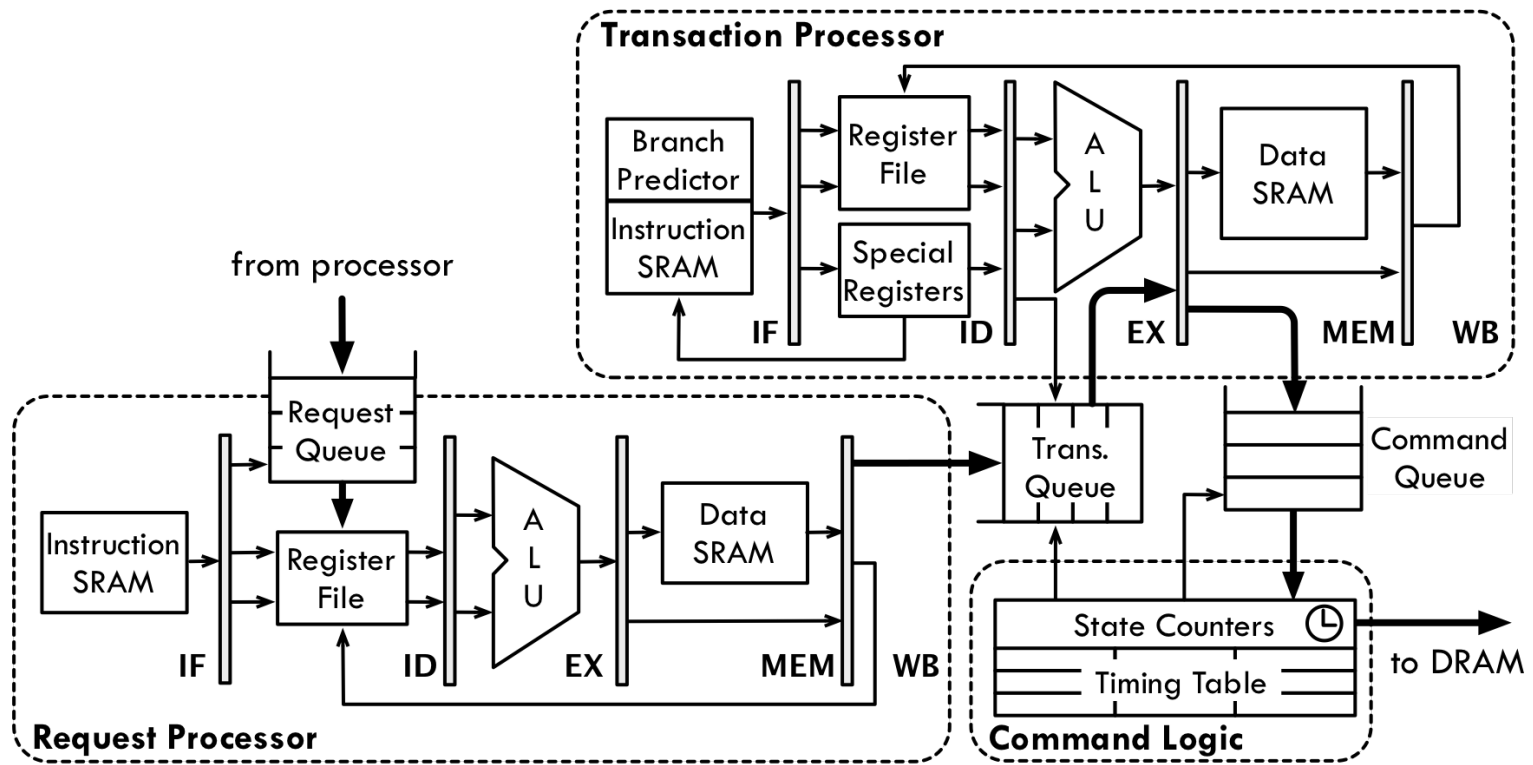 Transaction Processor
Branch
Predictor
Instruction
SRAM
Register
File
Special
Registers
A
L
U
Data
SRAM
IF
ID
EX
MEM
WB
from processor
Request
Queue
Instruction
SRAM
Register
File
A
L
U
Data
SRAM
IF
ID
EX
MEM
WB
Request Processor
Trans.
Queue
Command
Queue
State Counters
Timing Table
to DRAM
Command Logic